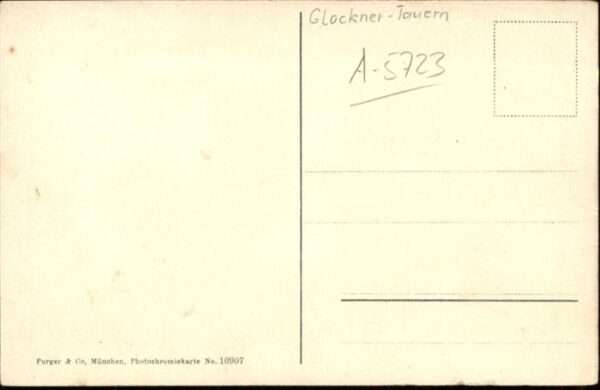 Glockner-Tauern
A-5723
Purger & Co, München, Photochromiekarte No. 10907